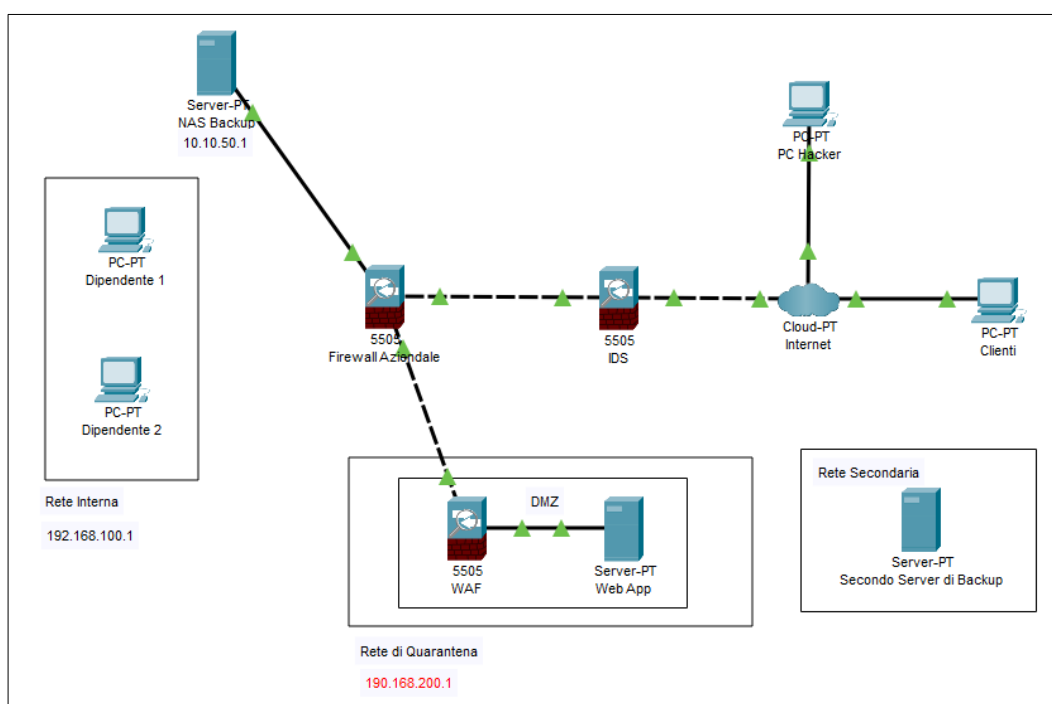 Server-PT
NAS Backup
10.10.50.1
PC-PT
PC Hacker
PC-PT
Dipendente 1
5505
Firewall Aziendale
5505
IDS
Cloud-PT
Internet
PC-PT
Clienti
PC-PT
Dipendente 2
Rete Interna
192.168.100.1
DMZ
5505
WAF
Server-PT
Web App
Rete di Quarantena
190.168.200.1
Rete Secondaria
Server-PT
Secondo Server di Backup